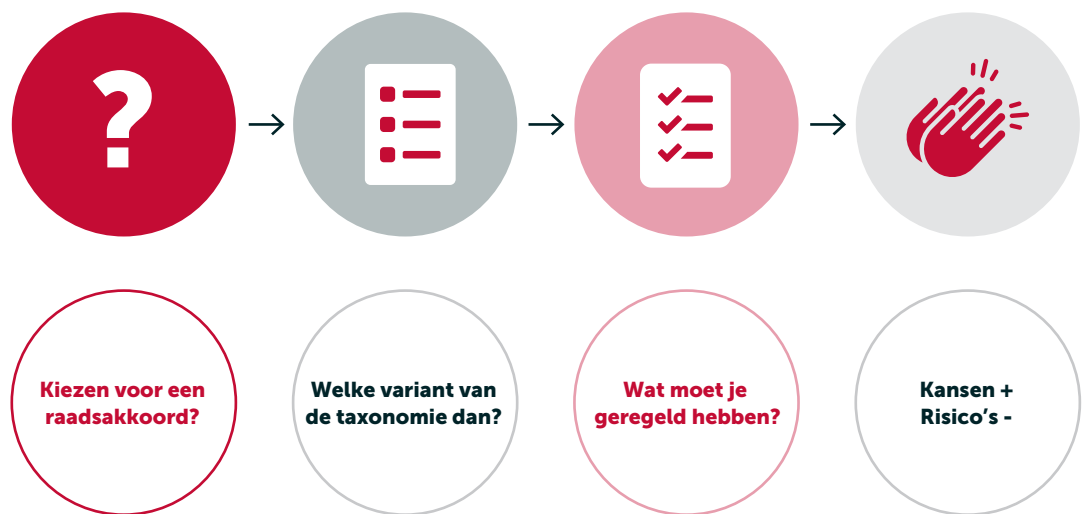 ?
Kiezen voor een
raadsakkoord?
Welke variant van
de taxonomie dan?
Wat moet je
geregeld hebben?
Kansen +
Risico's -